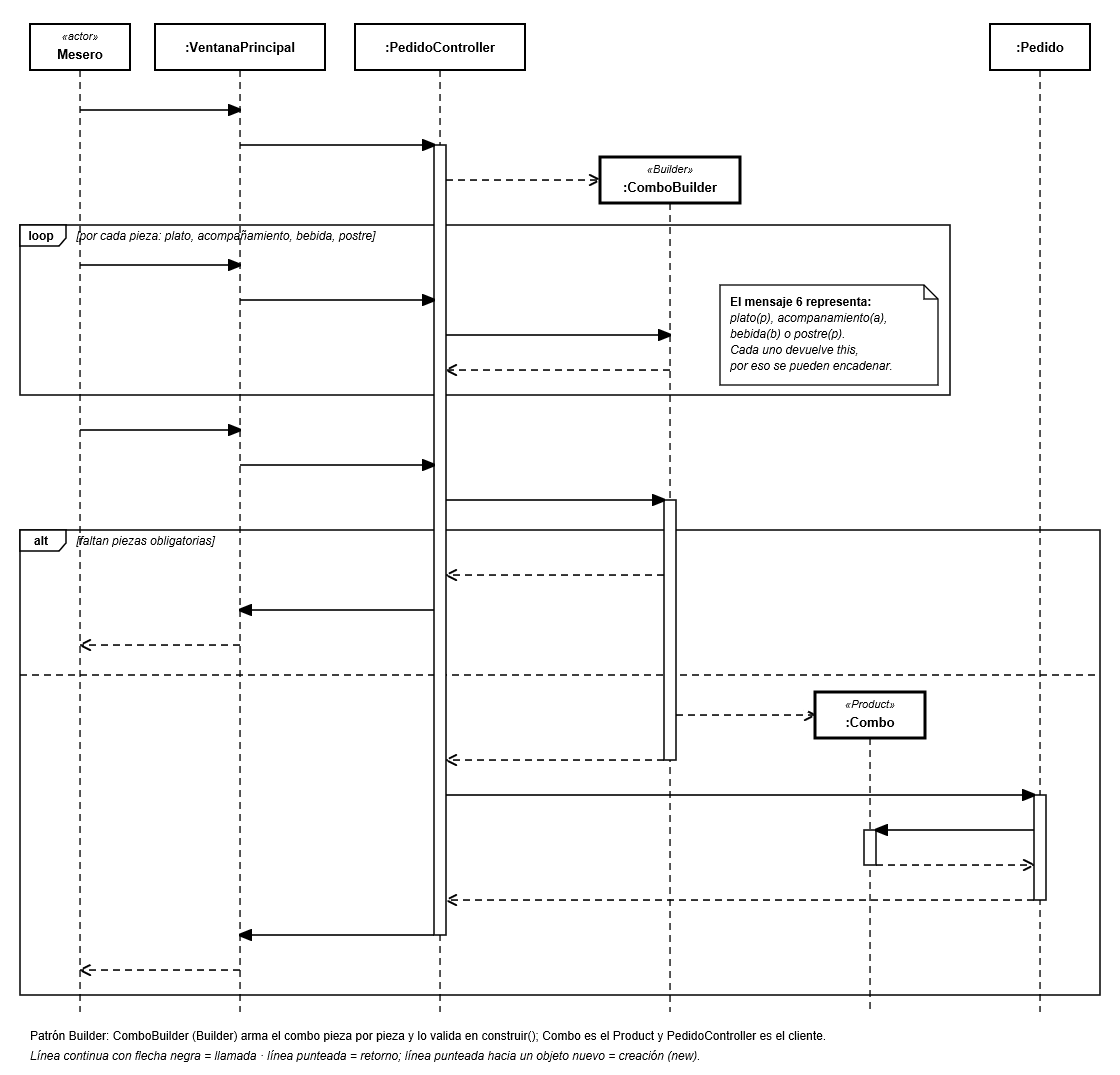 «actor»
Mesero
:VentanaPrincipal
:PedidoController
:Pedido
«Builder»
:ComboBuilder
loop
[por cada pieza: plato, acompañamiento, bebida, postre]
El mensaje 6 representa:
plato(p), acompanamiento(a),
bebida(b) o postre(p).
Cada uno devuelve this,
por eso se pueden encadenar.
alt
[faltan piezas obligatorias]
«Product»
:Combo
Patrón Builder: ComboBuilder (Builder) arma el combo pieza por pieza y lo valida en construir(); Combo es el Product y PedidoController es el cliente.
Línea continua con flecha negra = llamada · línea punteada = retorno; línea punteada hacia un objeto nuevo = creación (new).